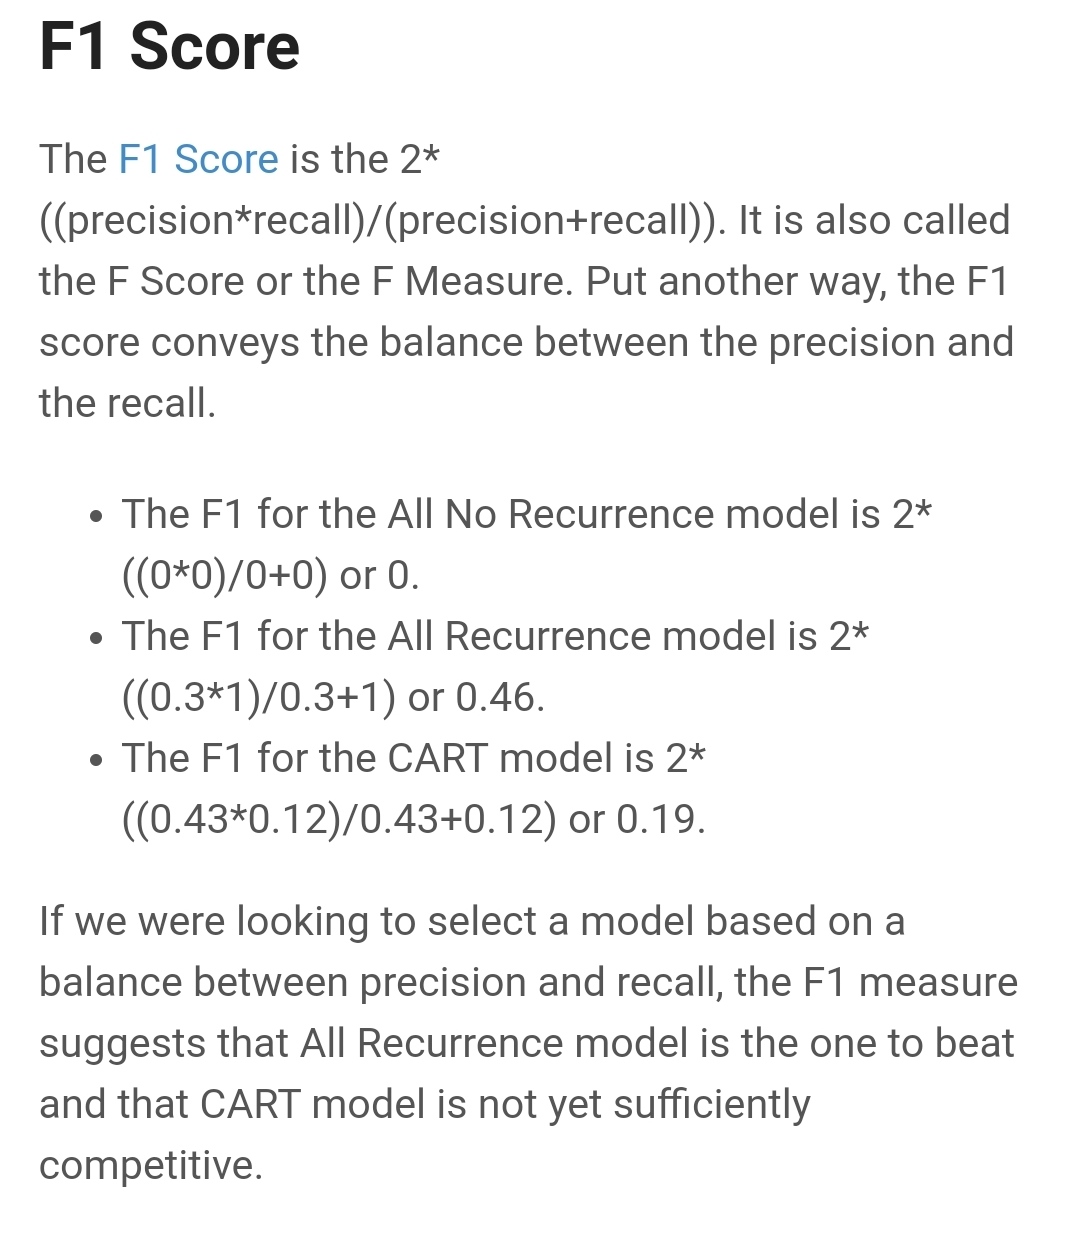 F1 Score
The F1 Score is the 2*
((precision*recall)/(precision+recall)). It is also called
the F Score or the F Measure. Put another way, the F1
score conveys the balance between the precision and
the recall.
• The F1 for the All No Recurrence model is 2*
((0*0)/0+0) or 0.
• The F1 for the All Recurrence model is 2*
((0.3*1)/0.3+1) or 0.46.
• The F1 for the CART model is 2*
((0.43*0.12)/0.43+0.12) or 0.19.
If we were looking to select a model based on a
balance between precision and recall, the F1 measure
suggests that All Recurrence model is the one to beat
and that CART model is not yet sufficiently
competitive.